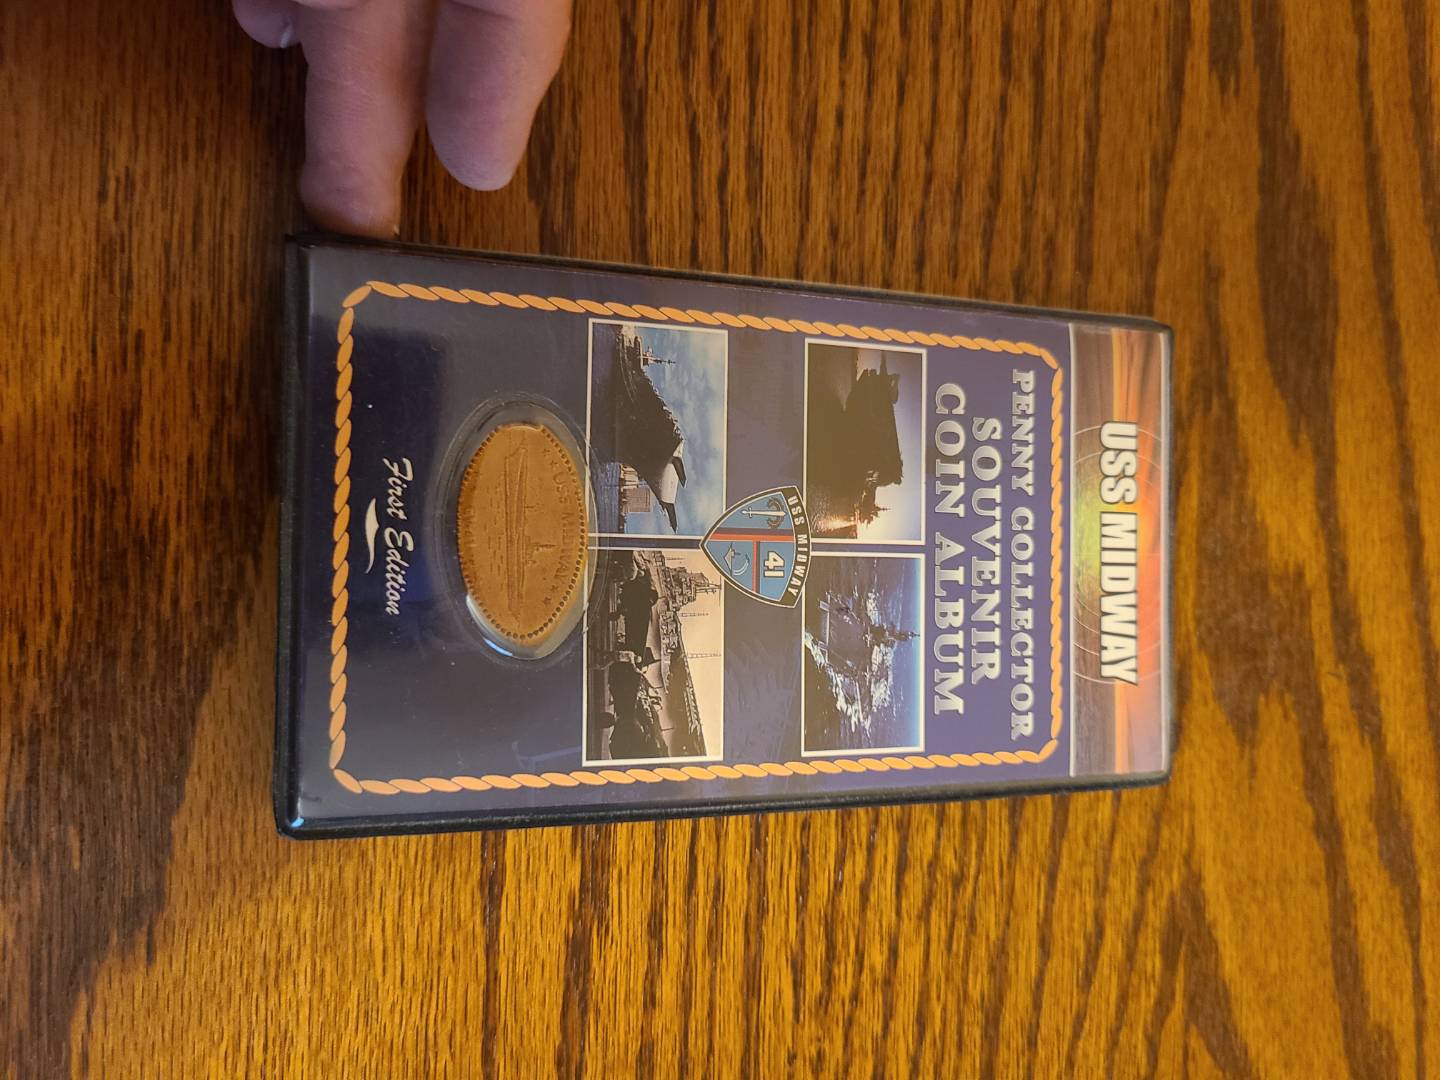 USS MIDWAY
PENNY COLLECTOR
SOUVENIR
COIN ALBUM
USS MIDWAY
41
USS MIDWAY
First Edition